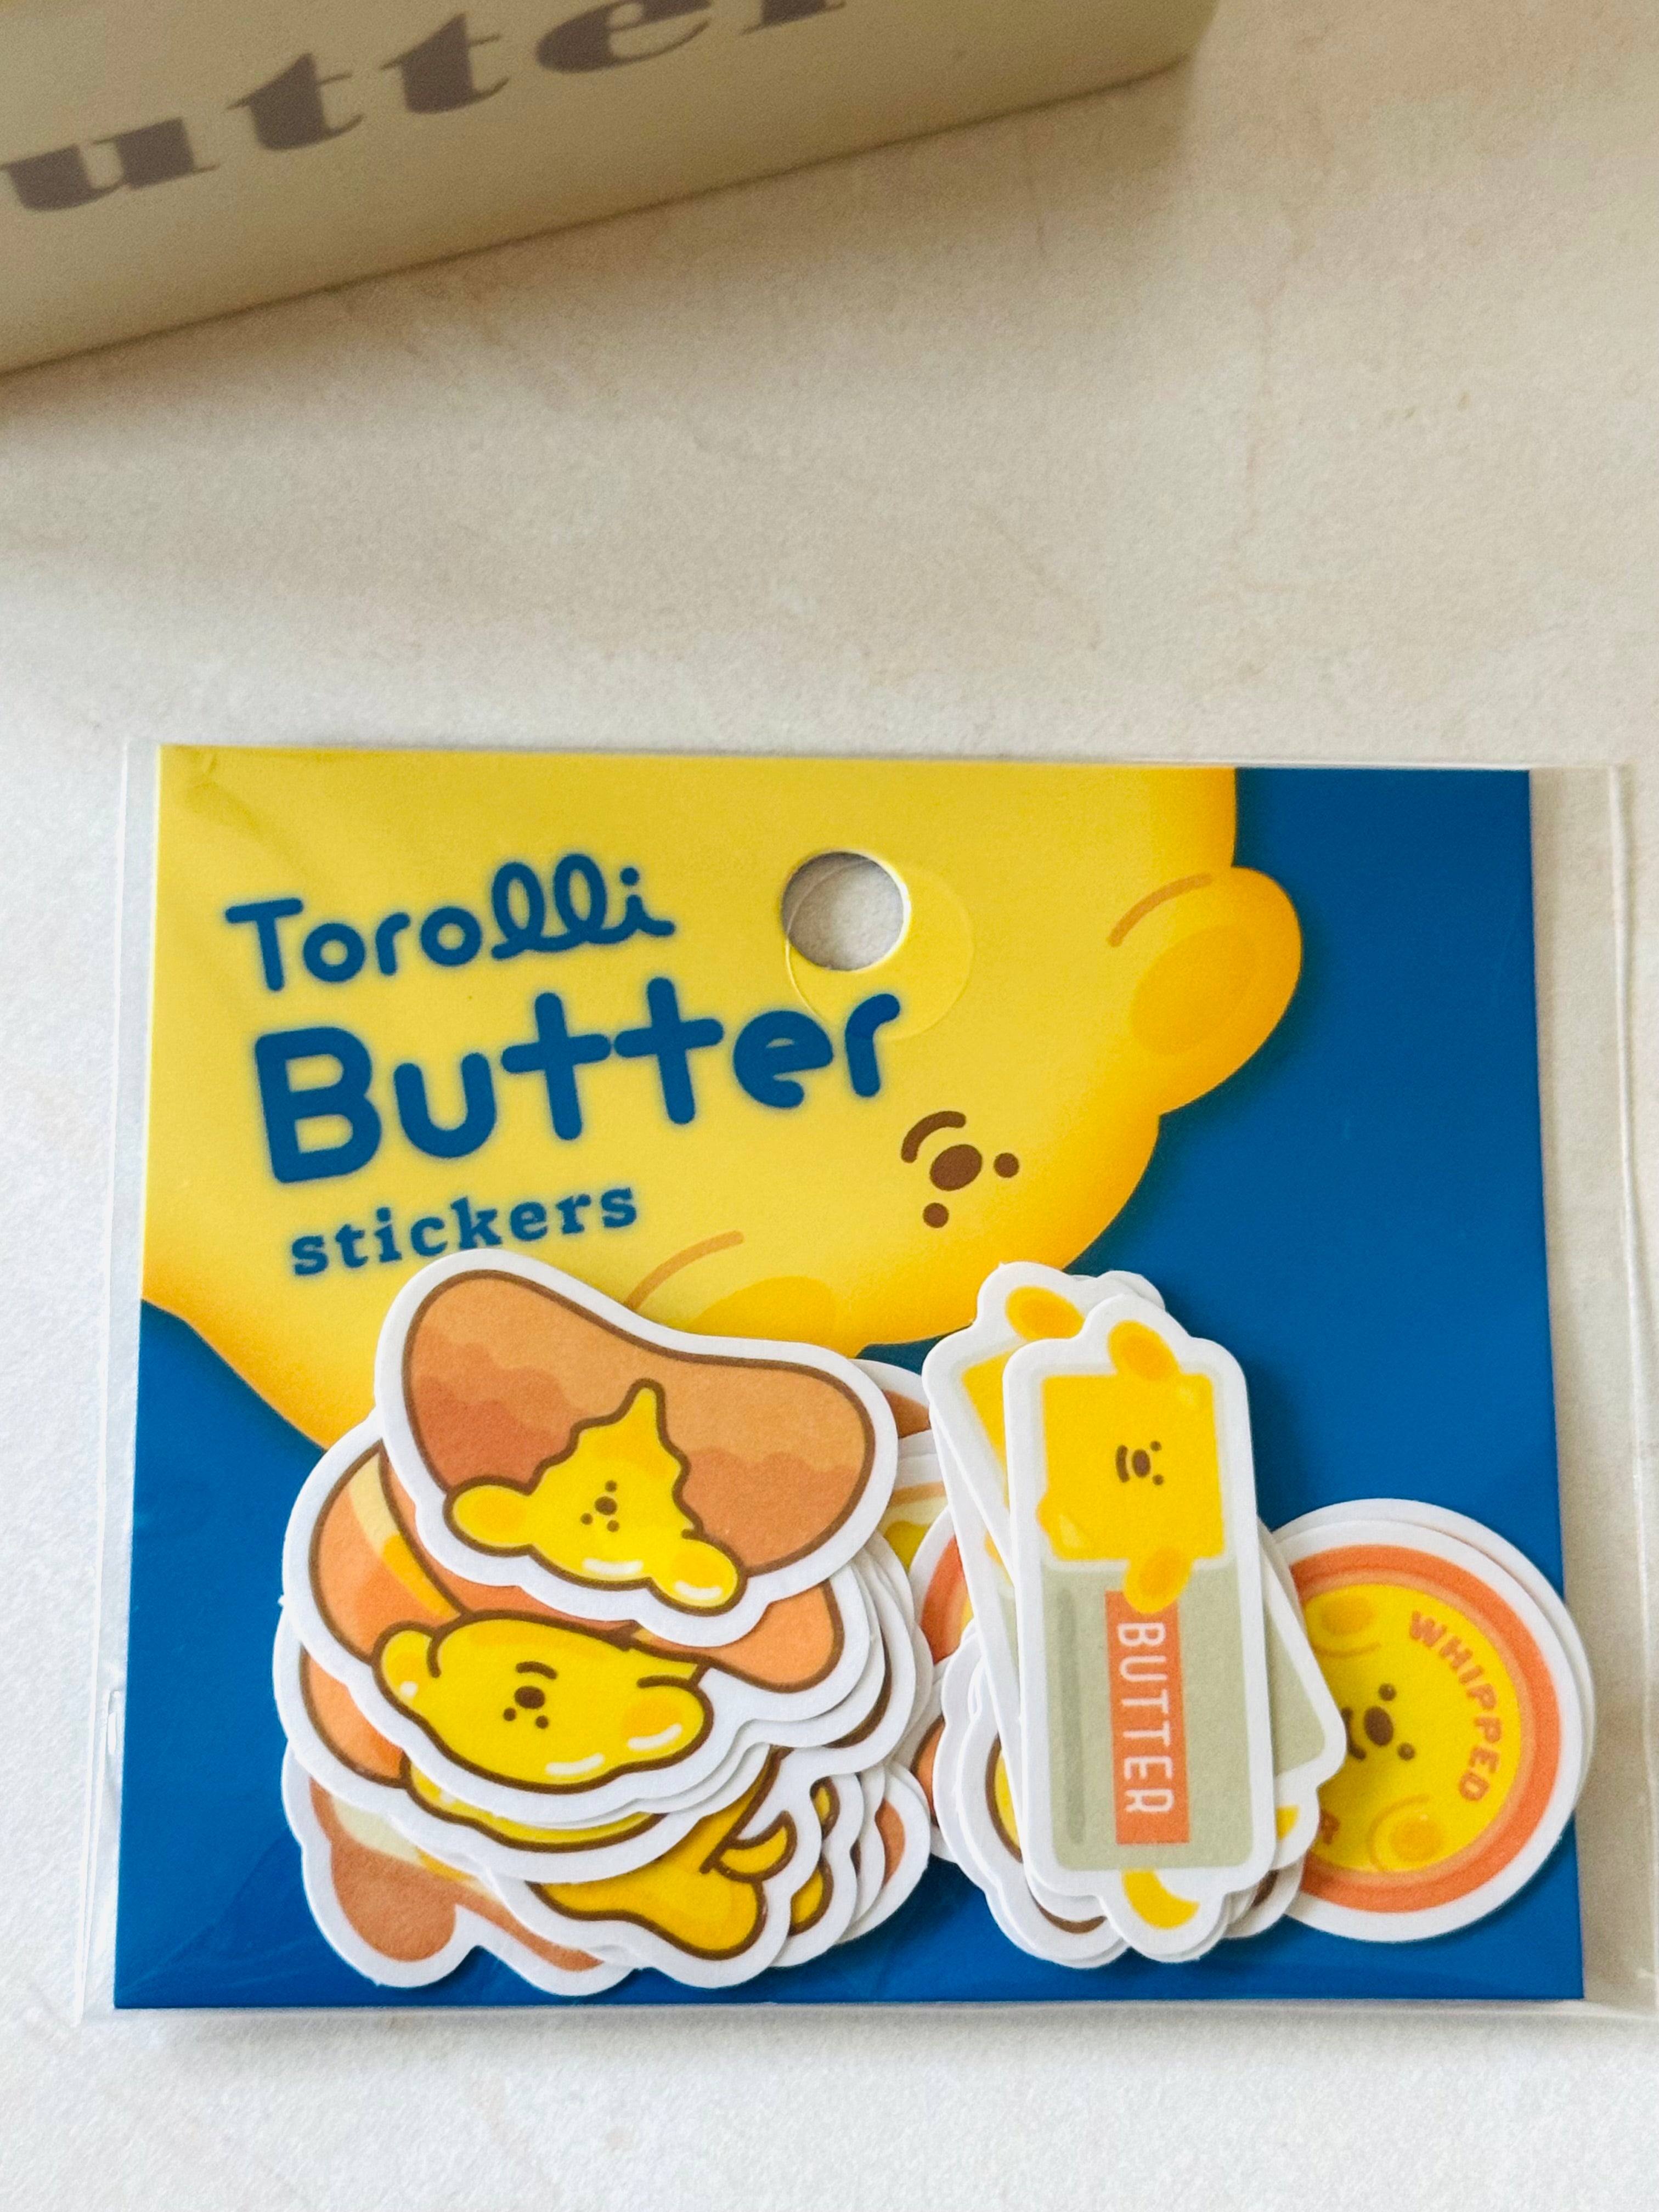 utter
Torolli
Butter
stickers
BUTTER
WHIPPED